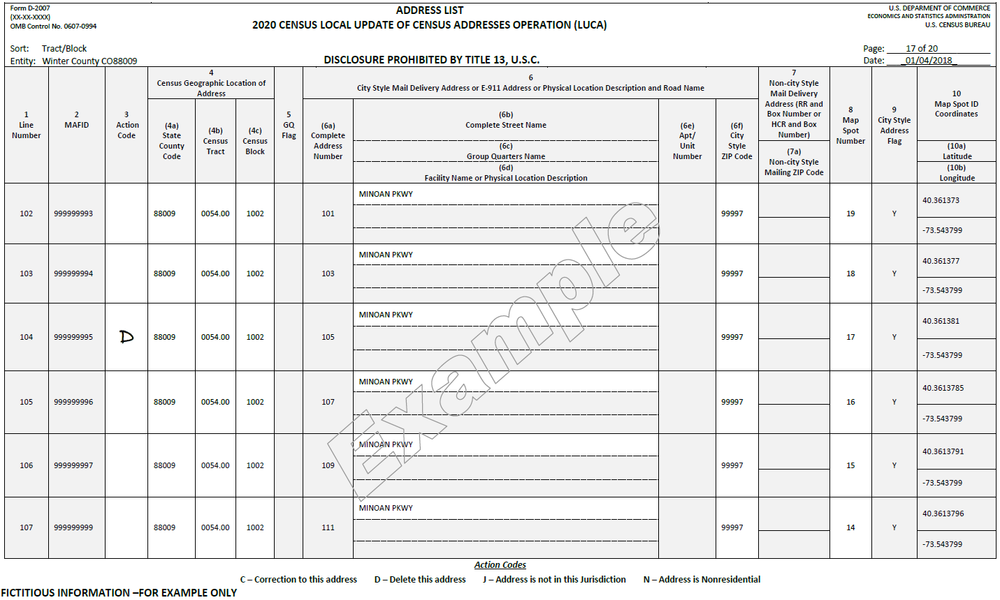 Form D-2007
(XX-XX-XXXX)
OMB Control No. 0607-0994
ADDRESS LIST
2020 CENSUS LOCAL UPDATE OF CENSUS ADDRESSES OPERATION (LUCA)
U.S. DEPARMENT OF COMMERCE
ECONOMICS AND STATISTICS ADMINSTRATION
U.S. CENSUS BUREAU
Sort: Tract/Block
Entity: Winter County CO88009
DISCLOSURE PROHIBITED BY TITLE 13, U.S.C.
Page: 17 of 20
Date: _01/04/2018_
1 Line Number
2 MAFID
3 Action Code
4 Census Geographic Location of Address
(4a) State County Code
(4b) Census Tract
(4c) Census Block
5 GQ Flag
6 City Style Mail Delivery Address or E-911 Address or Physical Location Description and Road Name
(6a) Complete Address Number
(6b) Complete Street Name
(6c) Group Quarters Name
(6d) Facility Name or Physical Location Description
(6e) Apt/ Unit Number
(6f) City Style ZIP Code
7 Non-city Style Mail Delivery Address (RR and Box Number or HCR and Box Number)
(7a) Non-city Style Mailing ZIP Code
8 Map Spot Number
9 City Style Address Flag
10 Map Spot ID Coordinates
(10a) Latitude
(10b) Longitude
102 999999993 88009 0054.00 1002 101 MINOAN PKWY 99997 19 Y 40.361373 -73.543799
103 999999994 88009 0054.00 1002 103 MINOAN PKWY 99997 18 Y 40.361377 -73.543799
104 999999995 D 88009 0054.00 1002 105 MINOAN PKWY 99997 17 Y 40.361381 -73.543799
105 999999996 88009 0054.00 1002 107 MINOAN PKWY 99997 16 Y 40.3613785 -73.543799
106 999999997 88009 0054.00 1002 109 MINOAN PKWY 99997 15 Y 40.3613791 -73.543799
107 999999999 88009 0054.00 1002 111 MINOAN PKWY 99997 14 Y 40.3613796 -73.543799
Example
Action Codes
C – Correction to this address D – Delete this address J – Address is not in this Jurisdiction N – Address is Nonresidential
FICTITIOUS INFORMATION –FOR EXAMPLE ONLY